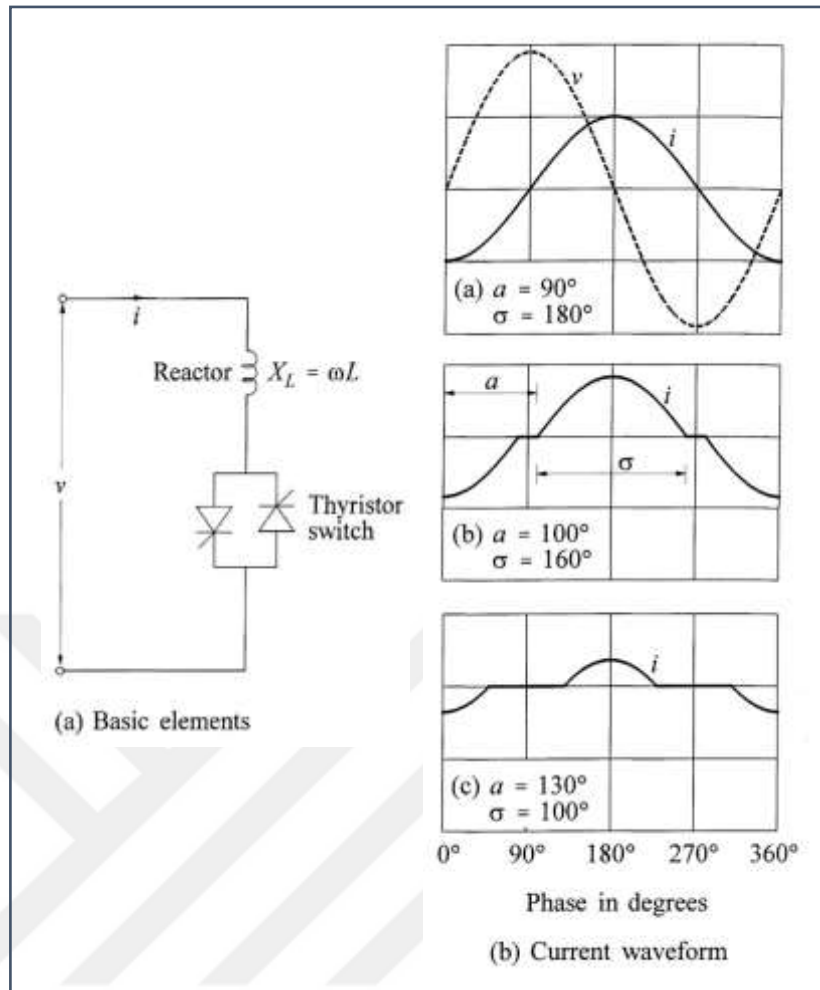 i
Reactor X_L = ωL
v
Thyristor
switch
(a) Basic elements
v
i
(a) a = 90°
σ = 180°
a
i
σ
(b) a = 100°
σ = 160°
i
(c) a = 130°
σ = 100°
0° 90° 180° 270° 360°
Phase in degrees
(b) Current waveform